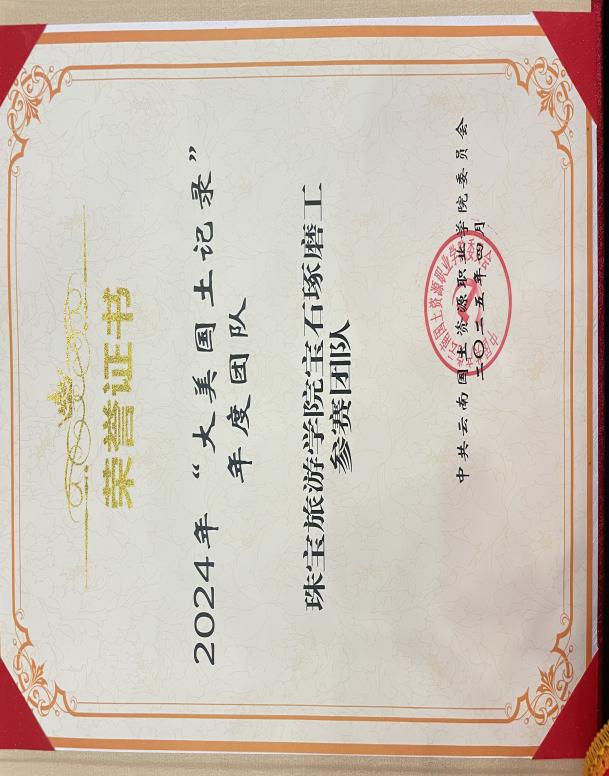 荣誉证书
2024年“大美国土记录”
年度团队
珠宝旅游学院宝石琢磨工
参赛团队
中共云南国土资源职业学院委员会
二〇二五年四月